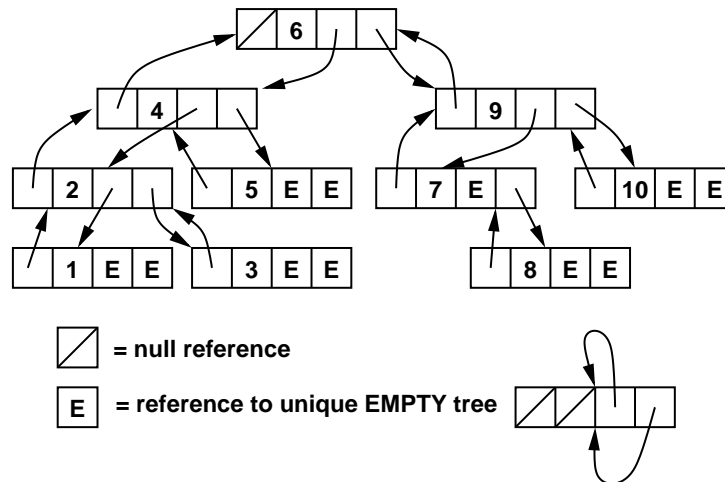 6
4 9
2 5 E E 7 E 10 E E
1 E E 3 E E 8 E E
= null reference
E = reference to unique EMPTY tree